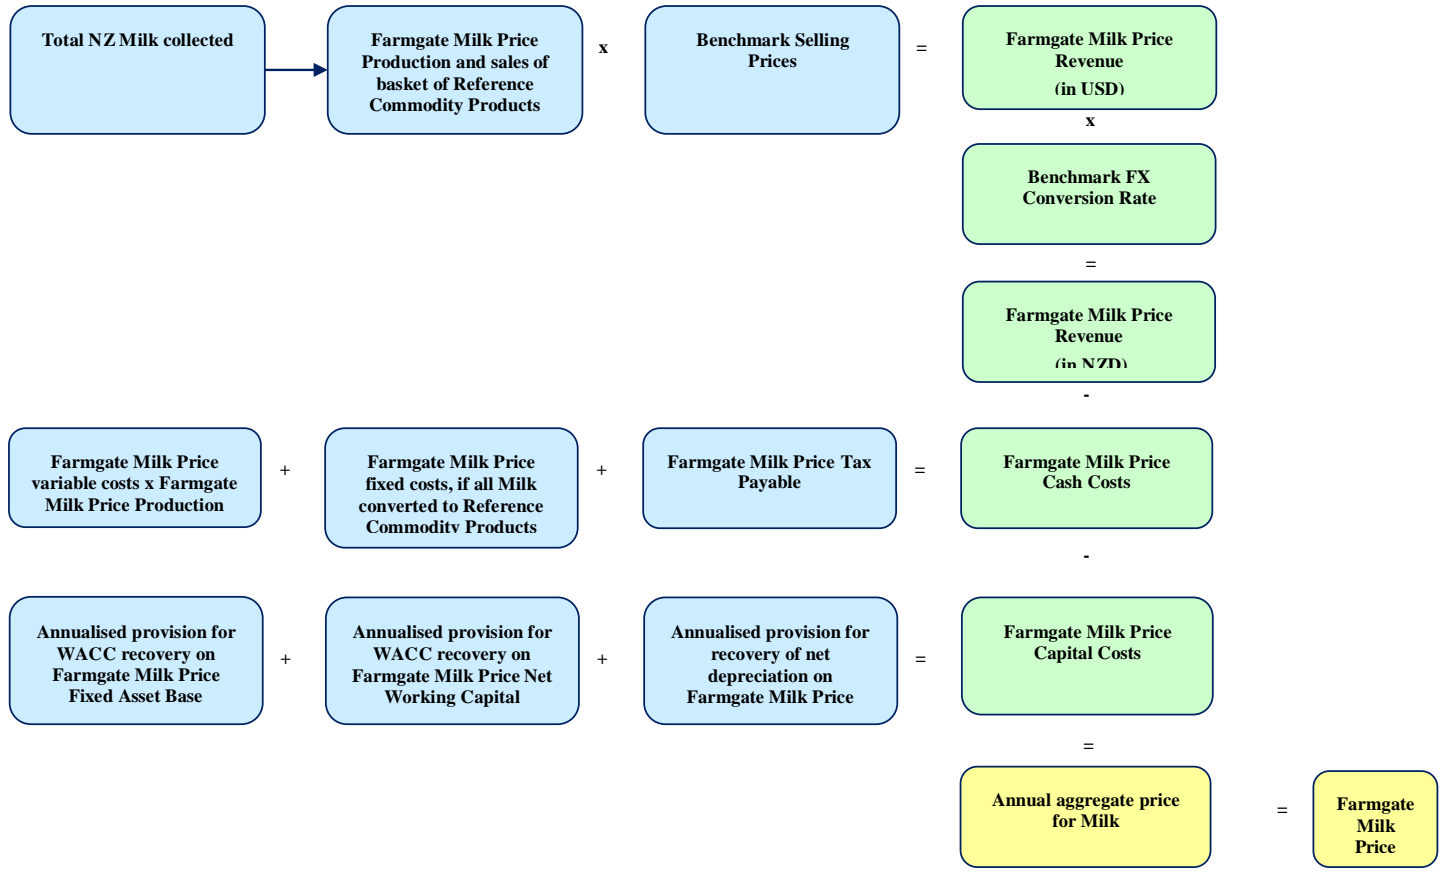 Total NZ Milk collected
Farmgate Milk Price
Production and sales of
basket of Reference
Commodity Products
x
Benchmark Selling
Prices
=
Farmgate Milk Price
Revenue
(in USD)
x
Benchmark FX
Conversion Rate
=
Farmgate Milk Price
Revenue
(in NZD)
-
Farmgate Milk Price
variable costs x Farmgate
Milk Price Production
+
Farmgate Milk Price
fixed costs, if all Milk
converted to Reference
Commodity Products
+
Farmgate Milk Price Tax
Payable
=
Farmgate Milk Price
Cash Costs
-
Annualised provision for
WACC recovery on
Farmgate Milk Price
Fixed Asset Base
+
Annualised provision for
WACC recovery on
Farmgate Milk Price Net
Working Capital
+
Annualised provision for
recovery of net
depreciation on
Farmgate Milk Price
=
Farmgate Milk Price
Capital Costs
=
Annual aggregate price
for Milk
=
Farmgate
Milk
Price